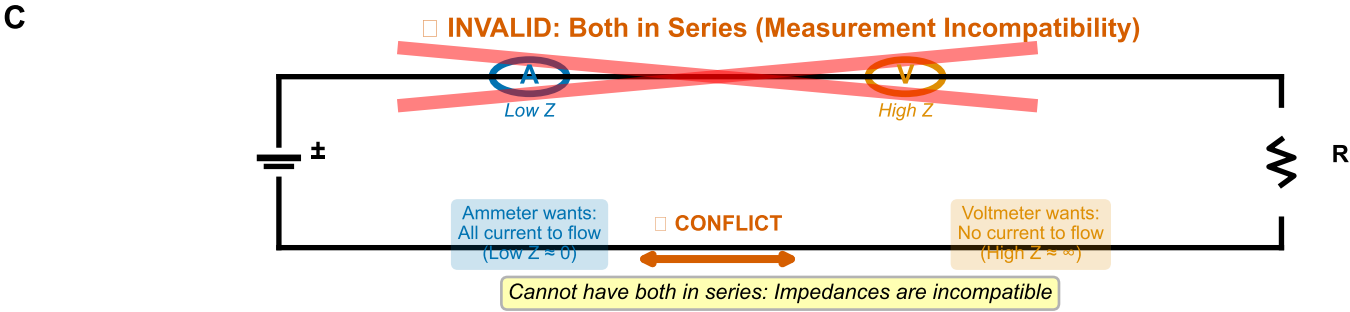 C
▯ INVALID: Both in Series (Measurement Incompatibility)
A
V
Low Z
High Z
±
R
Ammeter wants:
All current to flow
(Low Z ≈ 0)
▯ CONFLICT
Voltmeter wants:
No current to flow
(High Z ≈ ∞)
Cannot have both in series: Impedances are incompatible